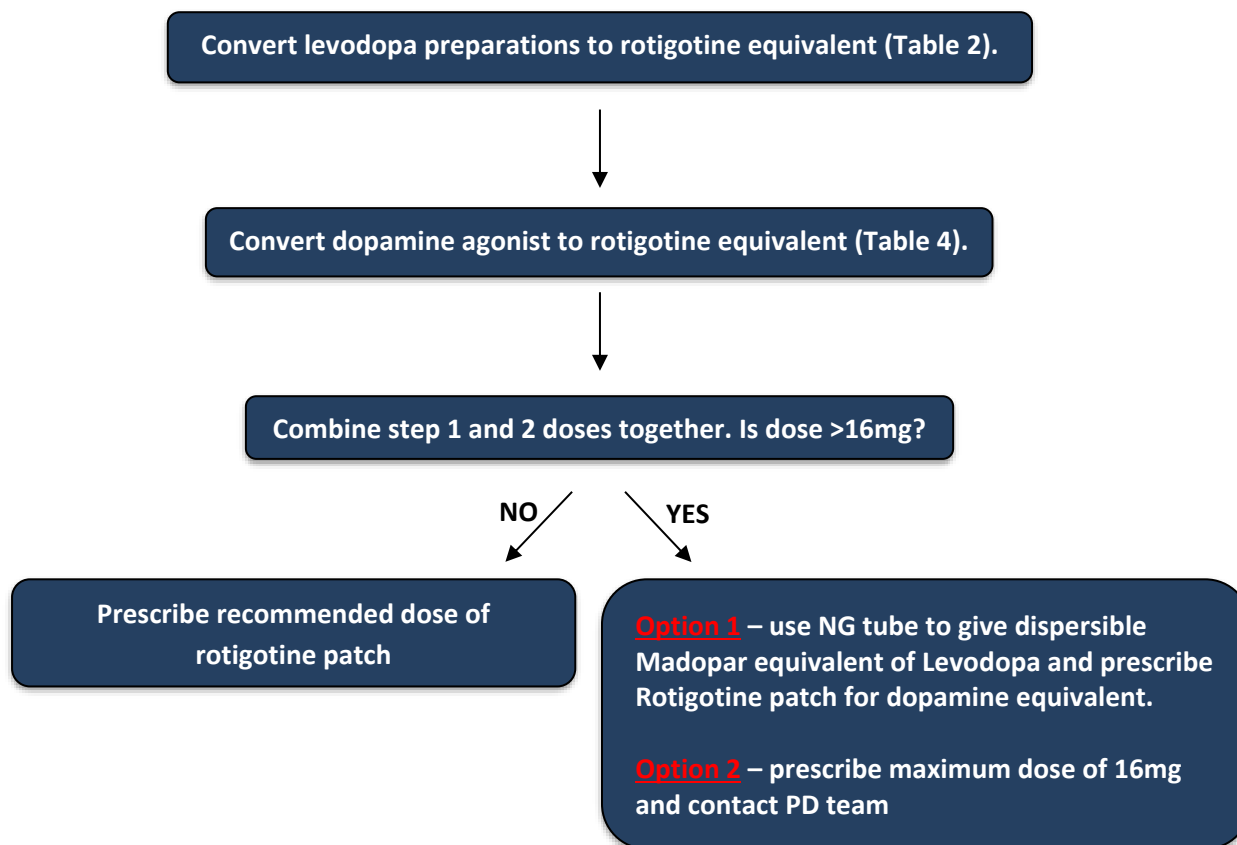 Convert levodopa preparations to rotigotine equivalent (Table 2).
Convert dopamine agonist to rotigotine equivalent (Table 4).
Combine step 1 and 2 doses together. Is dose >16mg?
NO
YES
Prescribe recommended dose of
rotigotine patch
Option 1 – use NG tube to give dispersible
Madopar equivalent of Levodopa and prescribe
Rotigotine patch for dopamine equivalent.
Option 2 – prescribe maximum dose of 16mg
and contact PD team